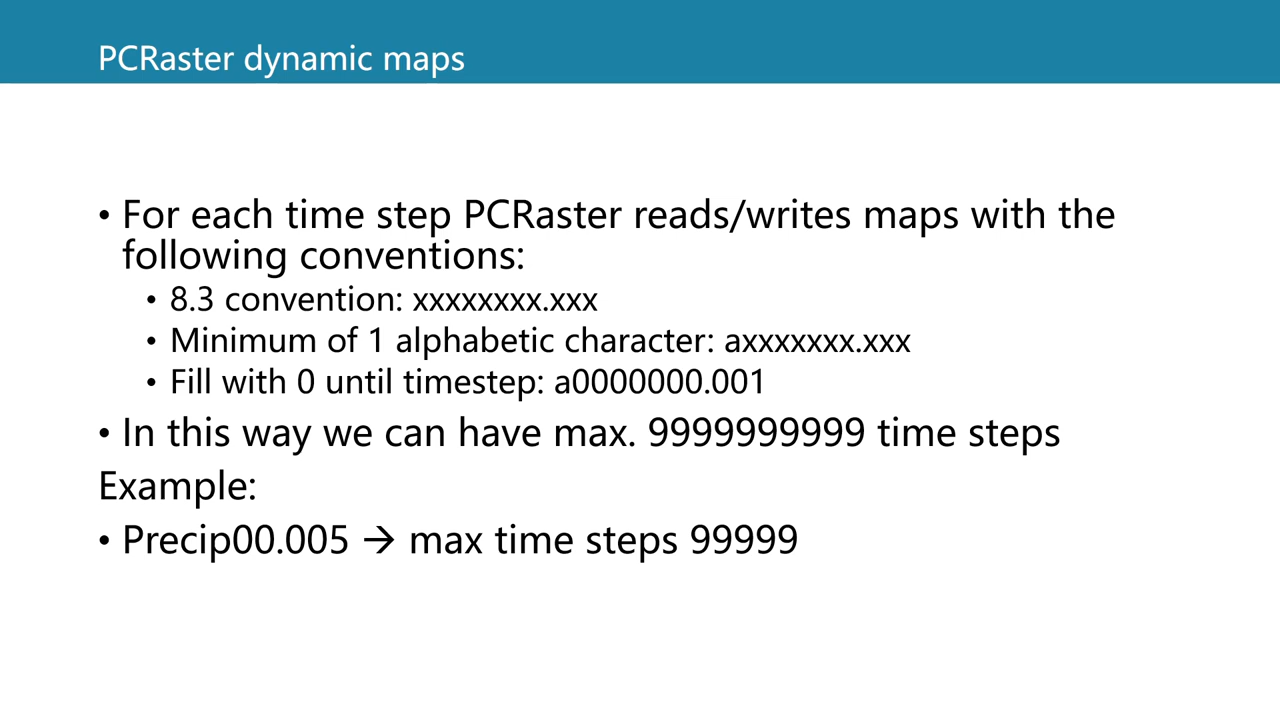 PCRaster dynamic maps
• For each time step PCRaster reads/writes maps with the
following conventions:
• 8.3 convention: xxxxxxxx.xxx
• Minimum of 1 alphabetic character: axxxxxxx.xxx
• Fill with 0 until timestep: a0000000.001
• In this way we can have max. 9999999999 time steps
Example:
• Precip00.005 → max time steps 99999